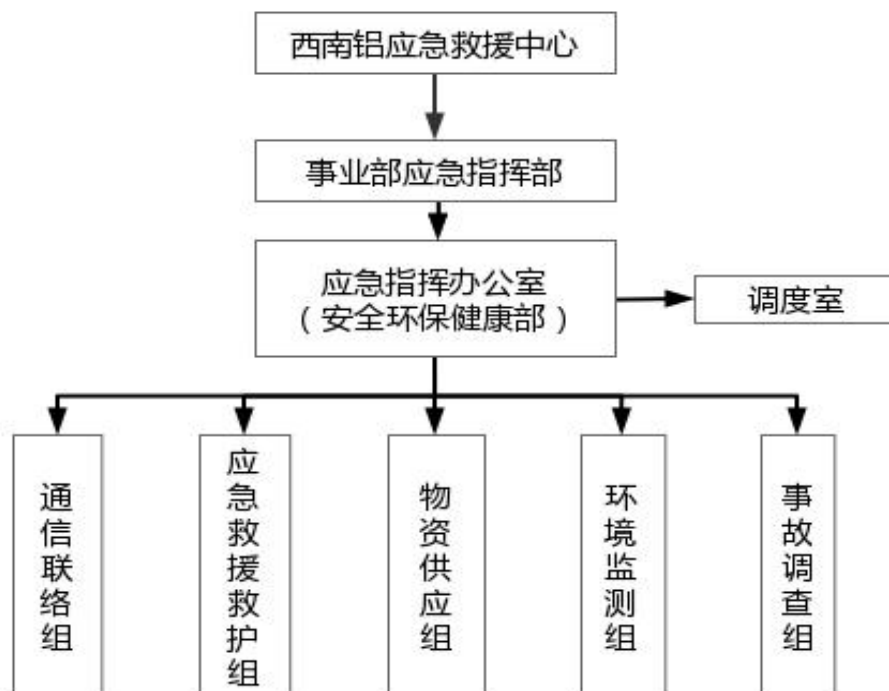 西南铝应急救援中心
事业部应急指挥部
应急指挥办公室
（安全环保健康部）
调度室
通信联络组
应急救援救护组
物资供应组
环境监测组
事故调查组